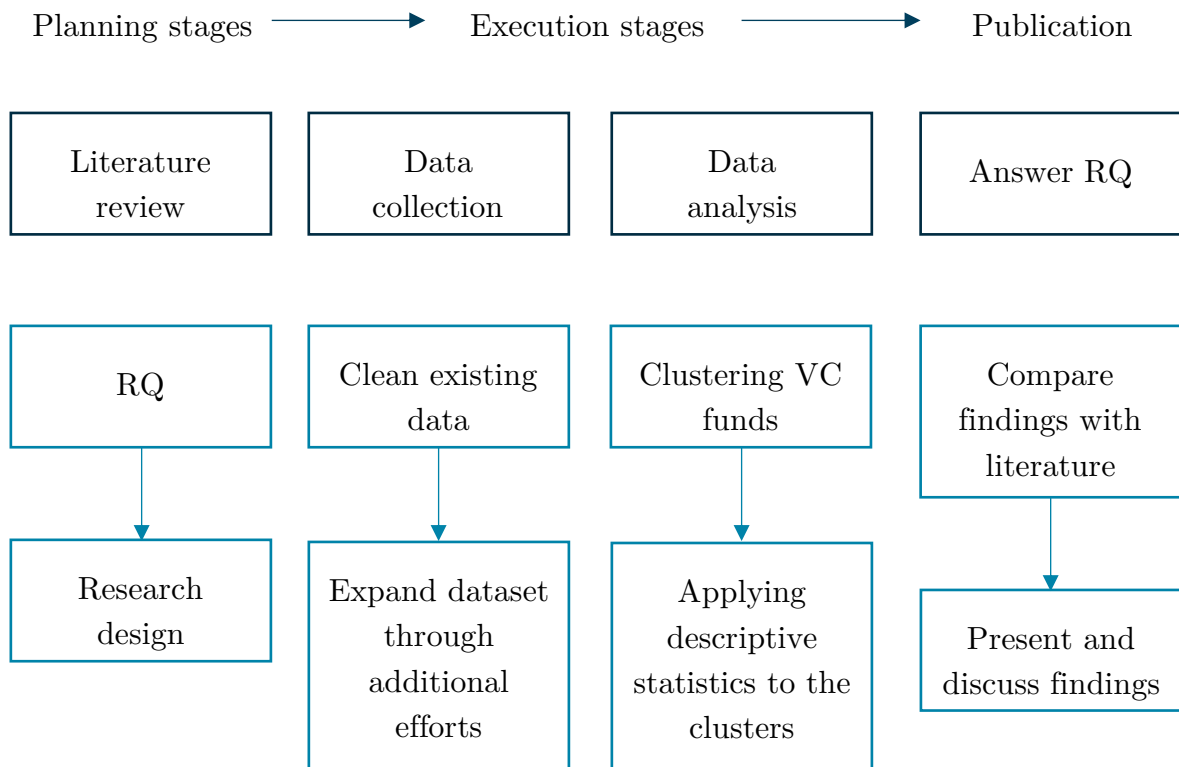 Planning stages
Execution stages
Publication
Literature
review
Data
collection
Data
analysis
Answer RQ
RQ
Clean existing
data
Clustering VC
funds
Compare
findings with
literature
Research
design
Expand dataset
through
additional
efforts
Applying
descriptive
statistics to the
clusters
Present and
discuss findings